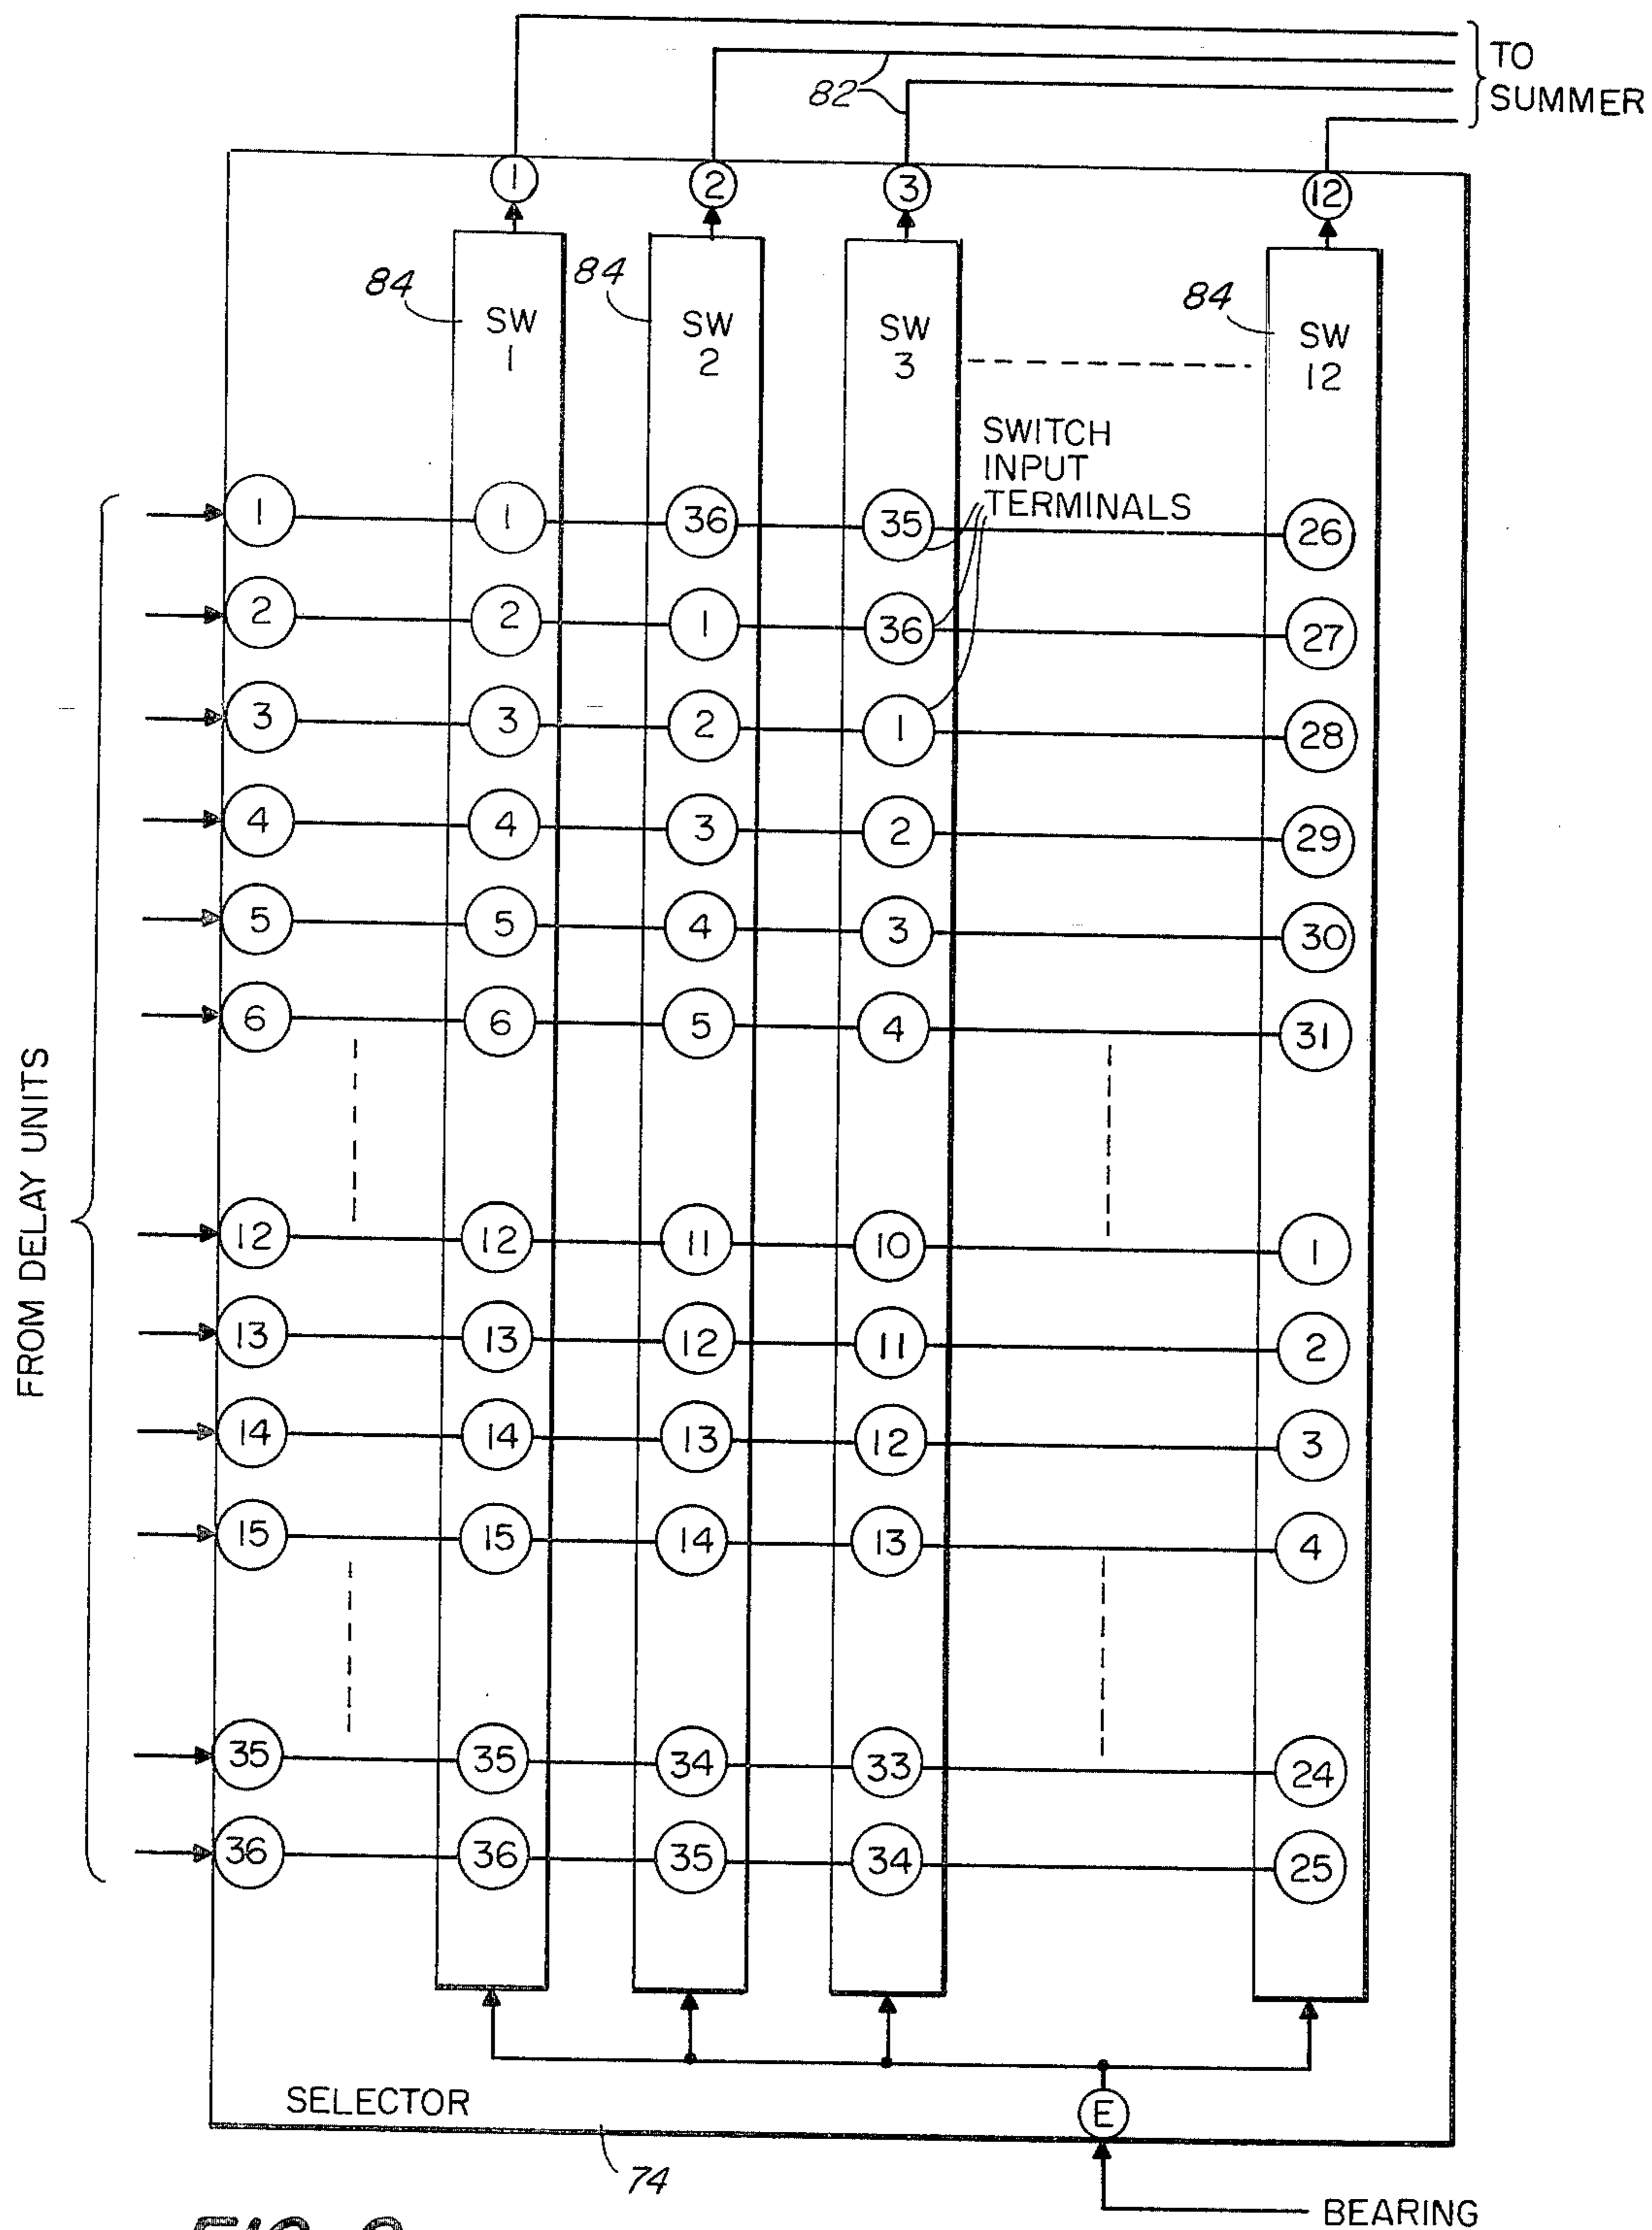 TO
SUMMER
82
1 2 3 12
84 84 84
SW
1
SW
2
SW
3
SW
12
SWITCH
INPUT
TERMINALS
FROM DELAY UNITS
1 1 36 35 26
2 2 1 36 27
3 3 2 1 28
4 4 3 2 29
5 5 4 3 30
6 6 5 4 31
12 12 11 10 1
13 13 12 11 2
14 14 13 12 3
15 15 14 13 4
35 35 34 33 24
36 36 35 34 25
SELECTOR
E
74
BEARING